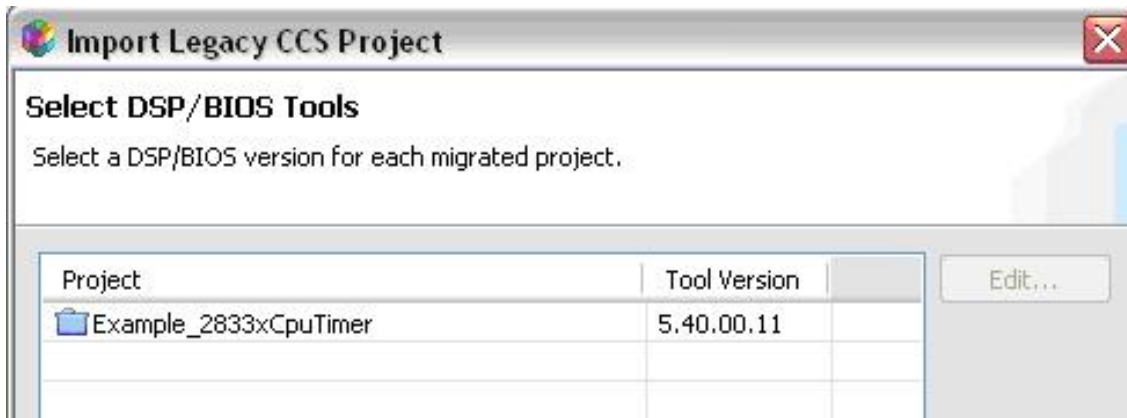 Import Legacy CCS Project
Select DSP/BIOS Tools
Select a DSP/BIOS version for each migrated project.
Project Tool Version Edit...
Example_2833xCpuTimer 5.40.00.11